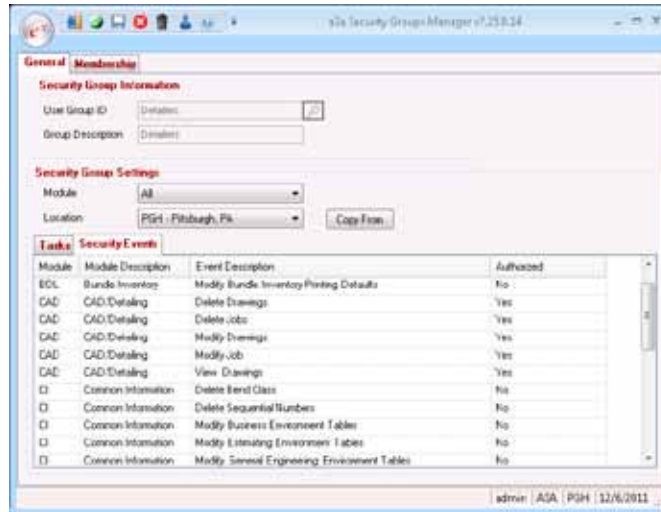 Security Groups Manager v7.25.0.14
General Membership
Security Group Information
User Group ID Detailers
Group Description Detailers
Security Group Settings
Module All
Location PGH - Pittsburgh, PA Copy From
Tasks Security Events
Module Module Description Event Description Authorized
BOL Bundle Inventory Modify Bundle Inventory Printing Defaults No
CAD CAD/Detailing Delete Drawings Yes
CAD CAD/Detailing Delete Jobs Yes
CAD CAD/Detailing Modify Drawings Yes
CAD CAD/Detailing Modify Job Yes
CAD CAD/Detailing View Drawings Yes
CI Common Information Delete Bend Class No
CI Common Information Delete Sequential Numbers No
CI Common Information Modify Business Environment Tables No
CI Common Information Modify Estimating Environment Tables No
CI Common Information Modify General Engineering Environment Tables No
admin ASA PGH 12/6/2011